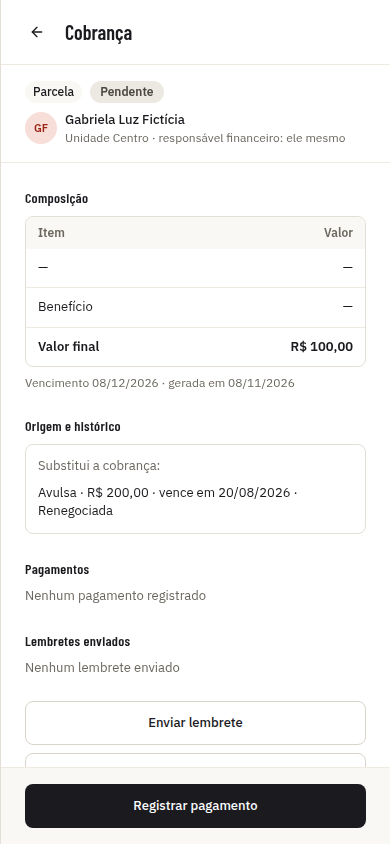 Cobrança
Parcela
Pendente
GF
Gabriela Luz Fictícia
Unidade Centro · responsável financeiro: ele mesmo
Composição
Item Valor
— —
Benefício —
Valor final R$ 100,00
Vencimento 08/12/2026 · gerada em 08/11/2026
Origem e histórico
Substitui a cobrança:
Avulsa · R$ 200,00 · vence em 20/08/2026 ·
Renegociada
Pagamentos
Nenhum pagamento registrado
Lembretes enviados
Nenhum lembrete enviado
Enviar lembrete
Registrar pagamento